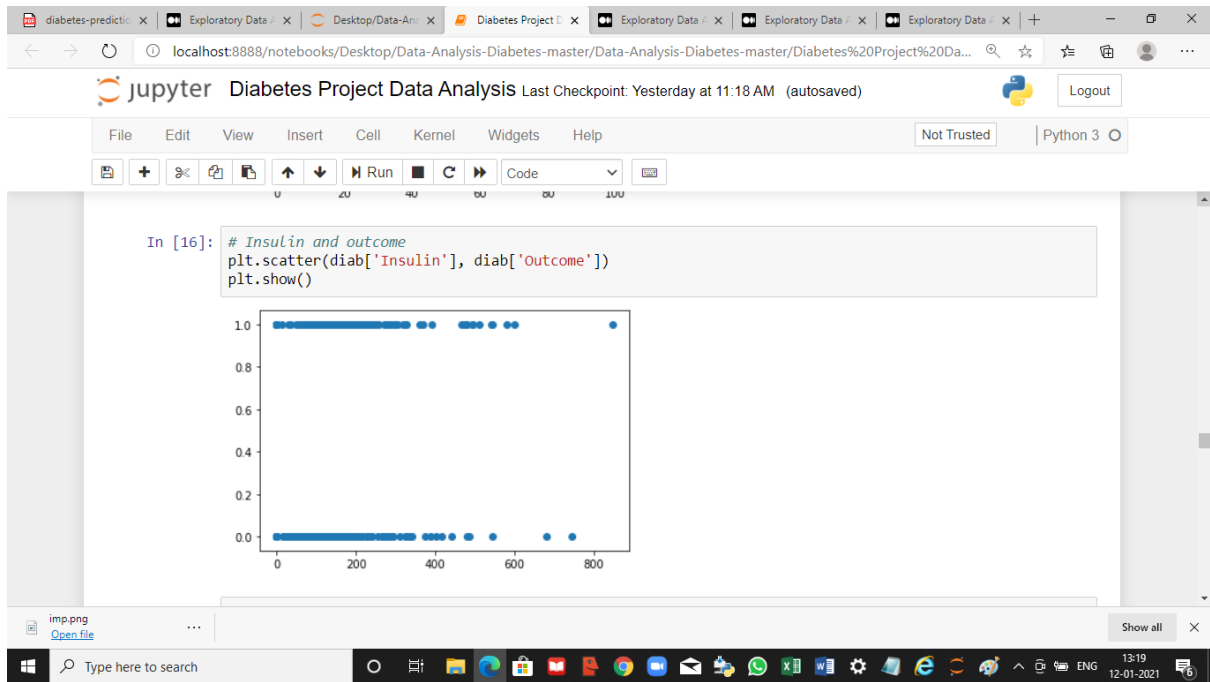 diabetes-predictio
Exploratory Data A
Desktop/Data-Ana
Diabetes Project D
Exploratory Data A
Exploratory Data A
Exploratory Data A
localhost:8888/notebooks/Desktop/Data-Analysis-Diabetes-master/Data-Analysis-Diabetes-master/Diabetes%20Project%20Da...
jupyter Diabetes Project Data Analysis Last Checkpoint: Yesterday at 11:18 AM (autosaved)
Logout
File Edit View Insert Cell Kernel Widgets Help
Not Trusted Python 3
Run Code
0 20 40 60 80 100
In [16]: # Insulin and outcome
plt.scatter(diab['Insulin'], diab['Outcome'])
plt.show()
1.0
0.8
0.6
0.4
0.2
0.0
0 200 400 600 800
imp.png
Open file
Show all
Type here to search
ENG
13:19
12-01-2021
6